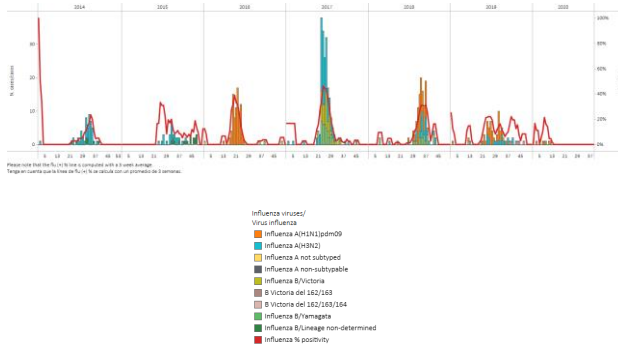 2014 2015 2016 2017 2018 2019 2020
100%
30 80%
20 60%
40%
10 20%
0 0%
Please note that the flu (+) % line is computed with a 3 week average.
Tenga en cuenta que la línea de flu (+) % se calcula con un promedio de 3 semanas.
Influenza viruses/
Virus influenza
Influenza A(H1N1)pdm09
Influenza A(H3N2)
Influenza A not subtyped
Influenza A non-subtypable
Influenza B/Victoria
B Victoria del 162/163
B Victoria del 162/163/164
Influenza B/Yamagata
Influenza B/Lineage non-determined
Influenza % positivity